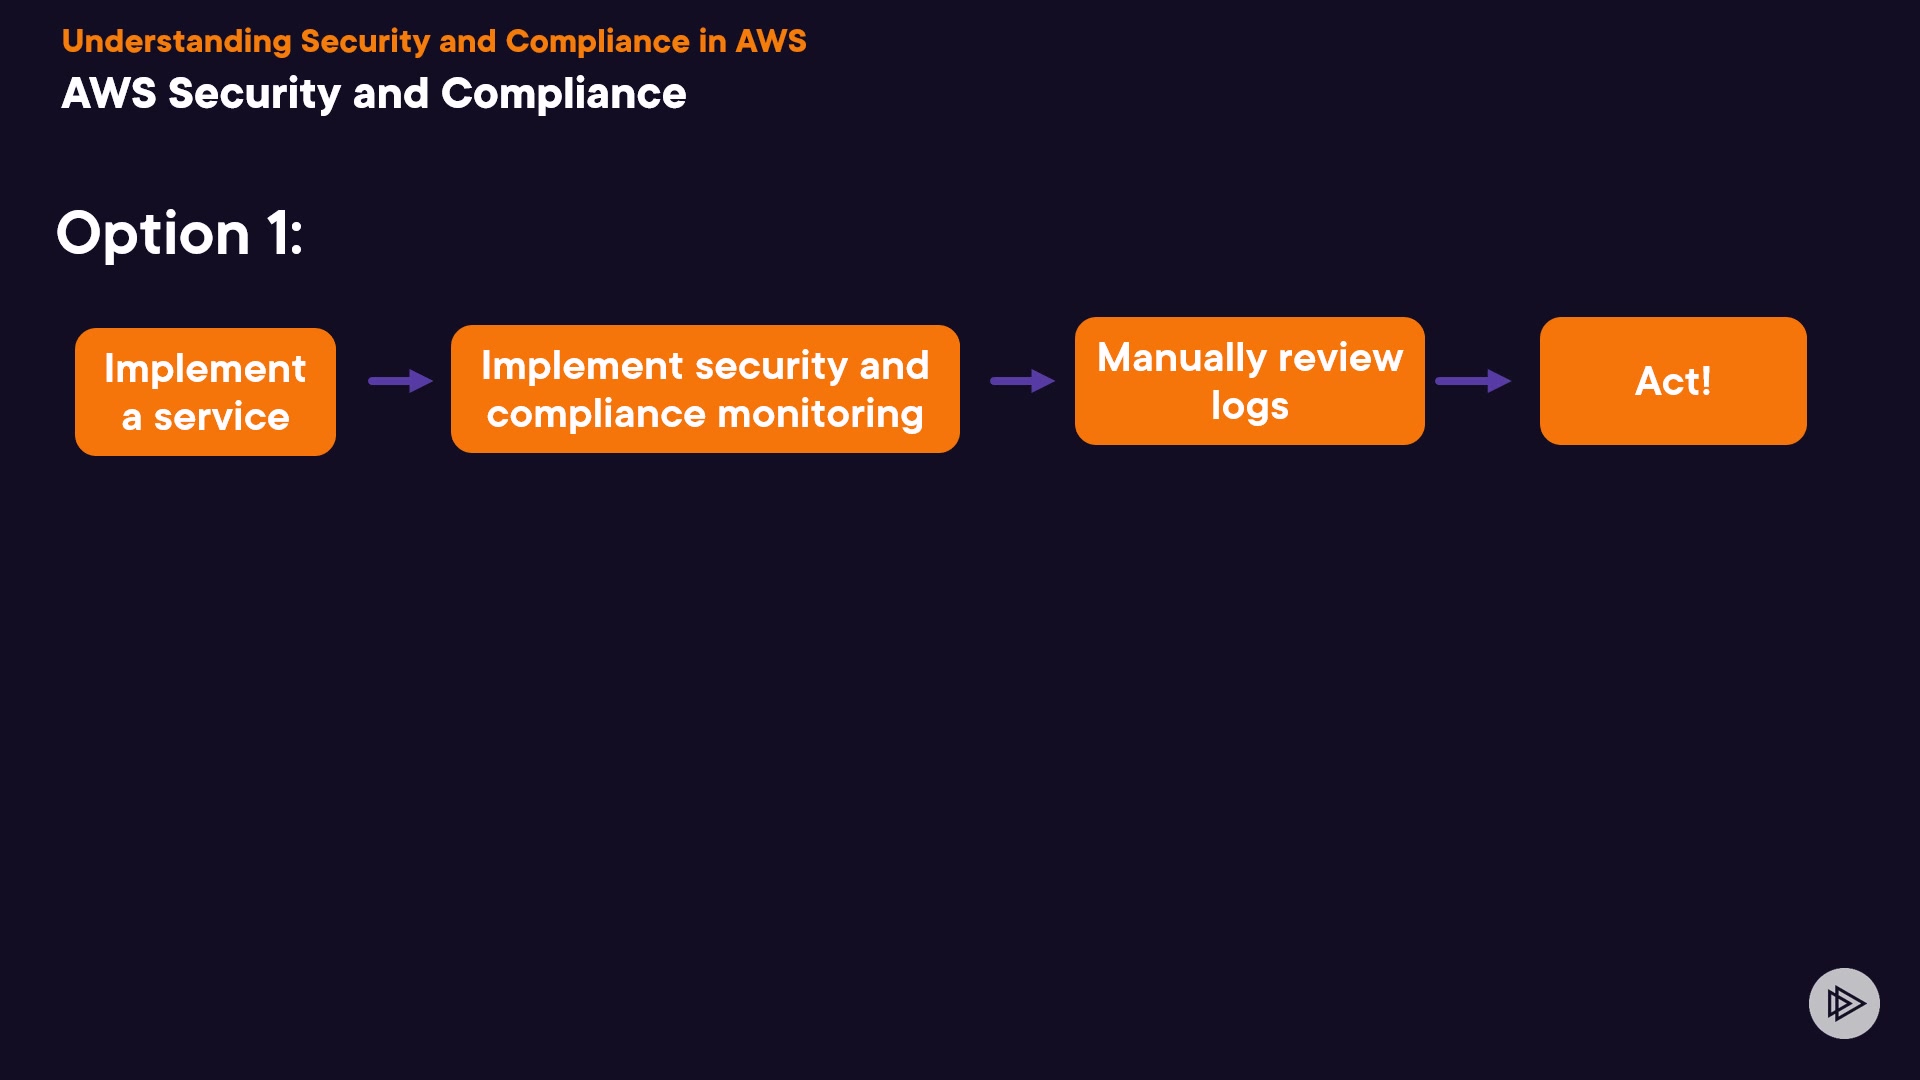 Understanding Security and Compliance in AWS
AWS Security and Compliance
Option 1:
Implement
a service
Implement security and
compliance monitoring
Manually review
logs
Act!